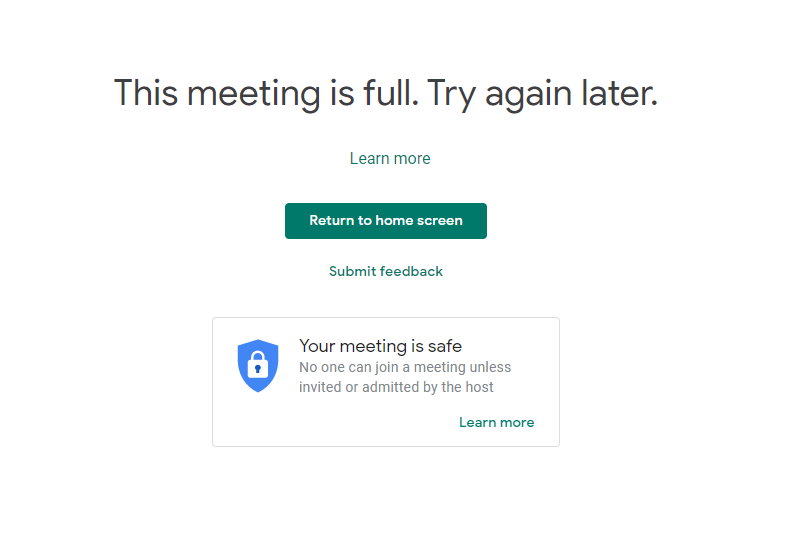 This meeting is full. Try again later.
Learn more
Return to home screen
Submit feedback
Your meeting is safe
No one can join a meeting unless
invited or admitted by the host
Learn more